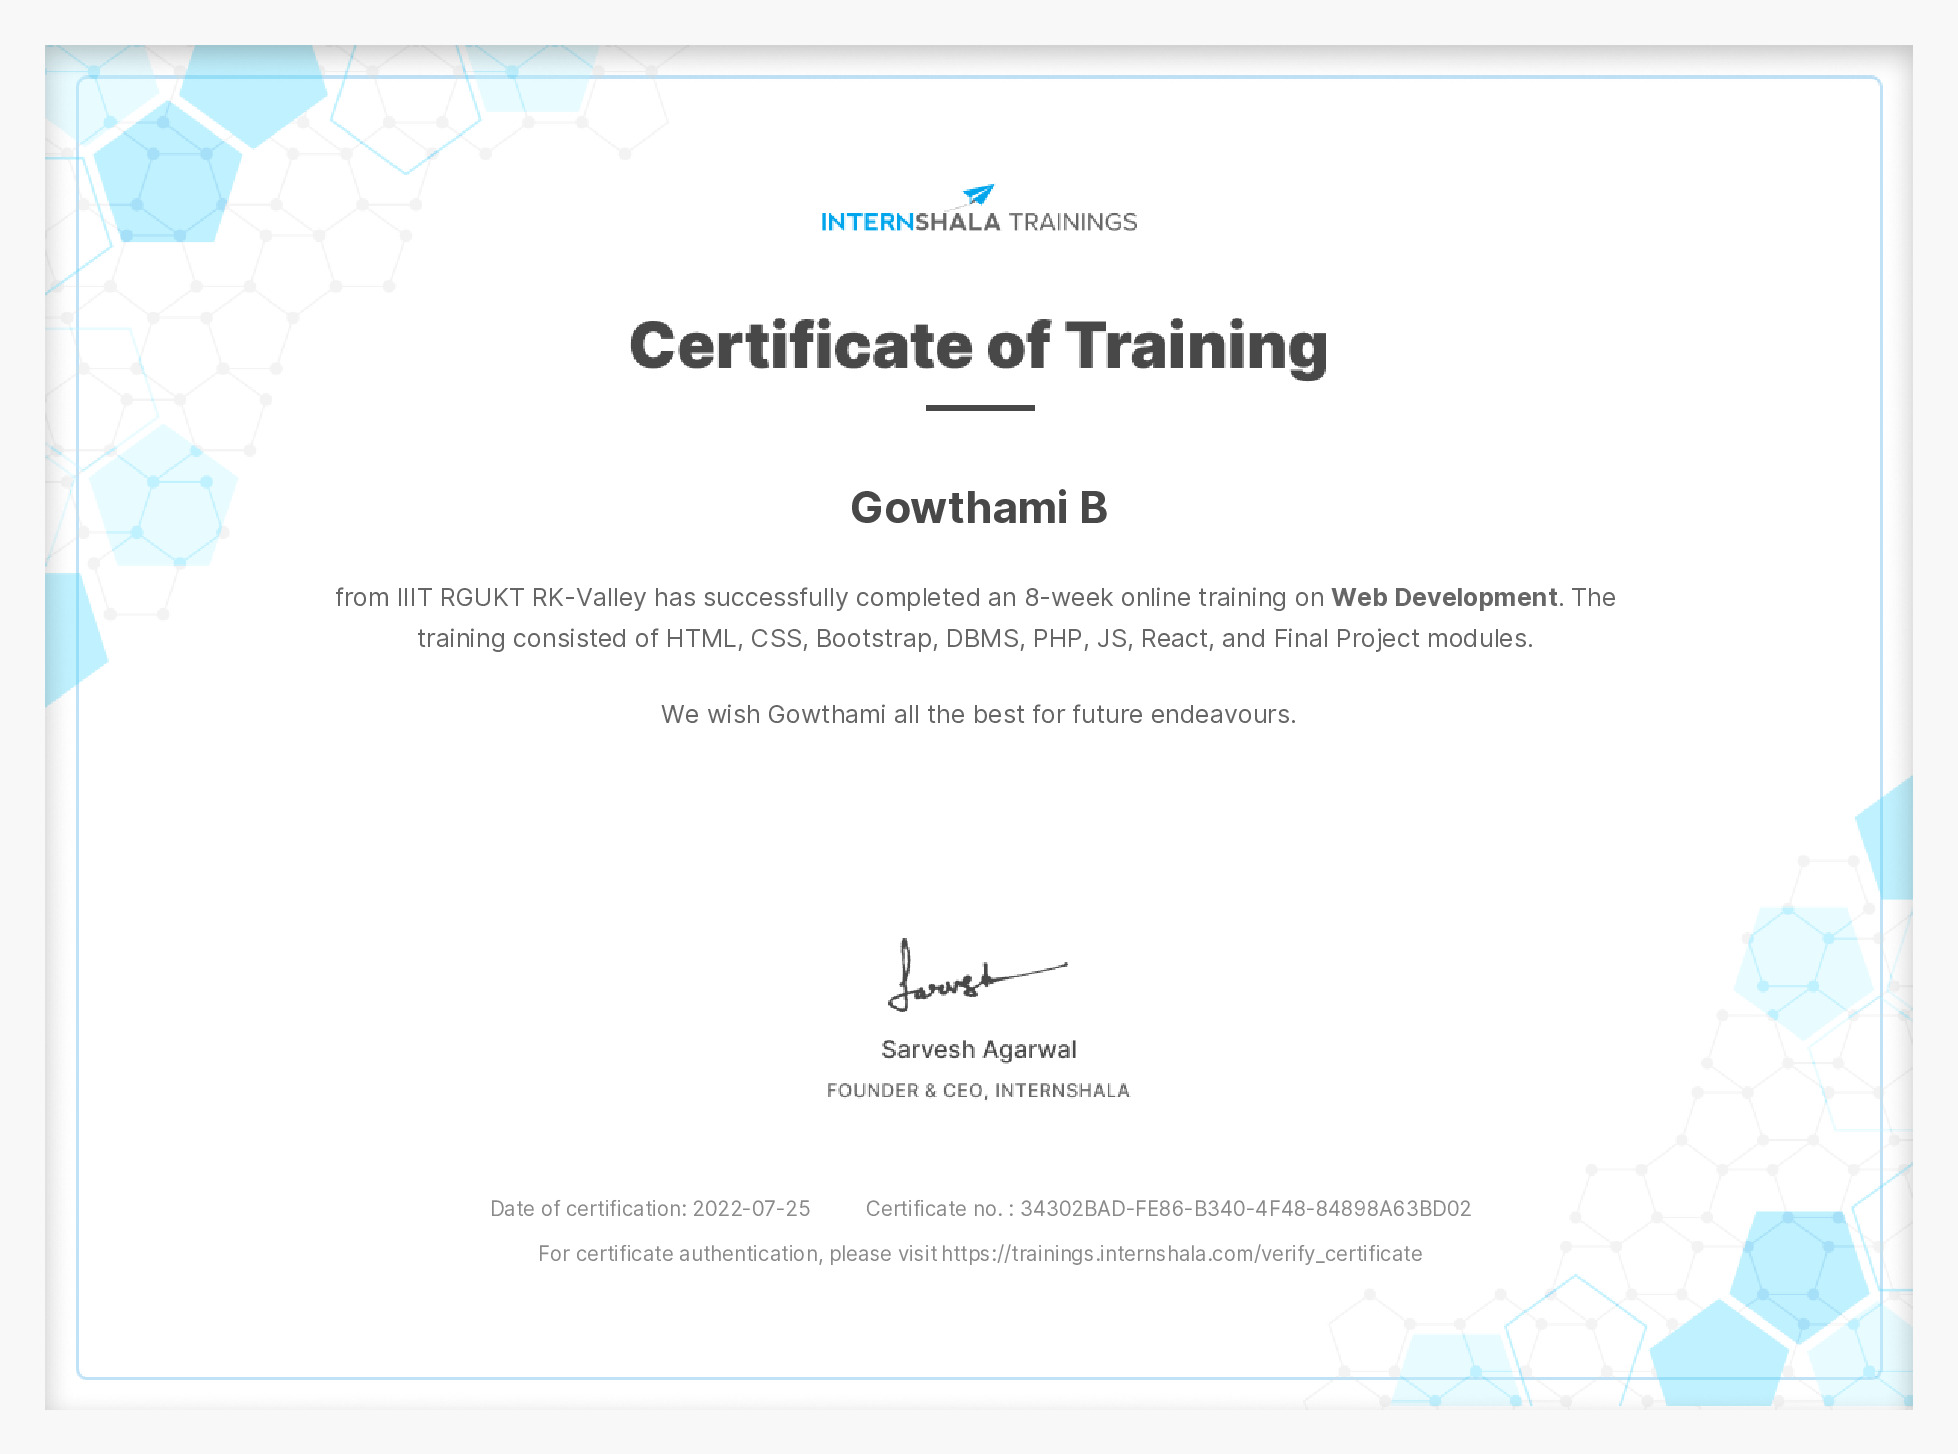 INTERNSHALA TRAININGS
Certificate of Training
Gowthami B
from IIIT RGUKT RK-Valley has successfully completed an 8-week online training on Web Development. The
training consisted of HTML, CSS, Bootstrap, DBMS, PHP, JS, React, and Final Project modules.
We wish Gowthami all the best for future endeavours.
Sarvesh
Sarvesh Agarwal
FOUNDER & CEO, INTERNSHALA
Date of certification: 2022-07-25 Certificate no. : 34302BAD-FE86-B340-4F48-84898A63BD02
For certificate authentication, please visit https://trainings.internshala.com/verify_certificate